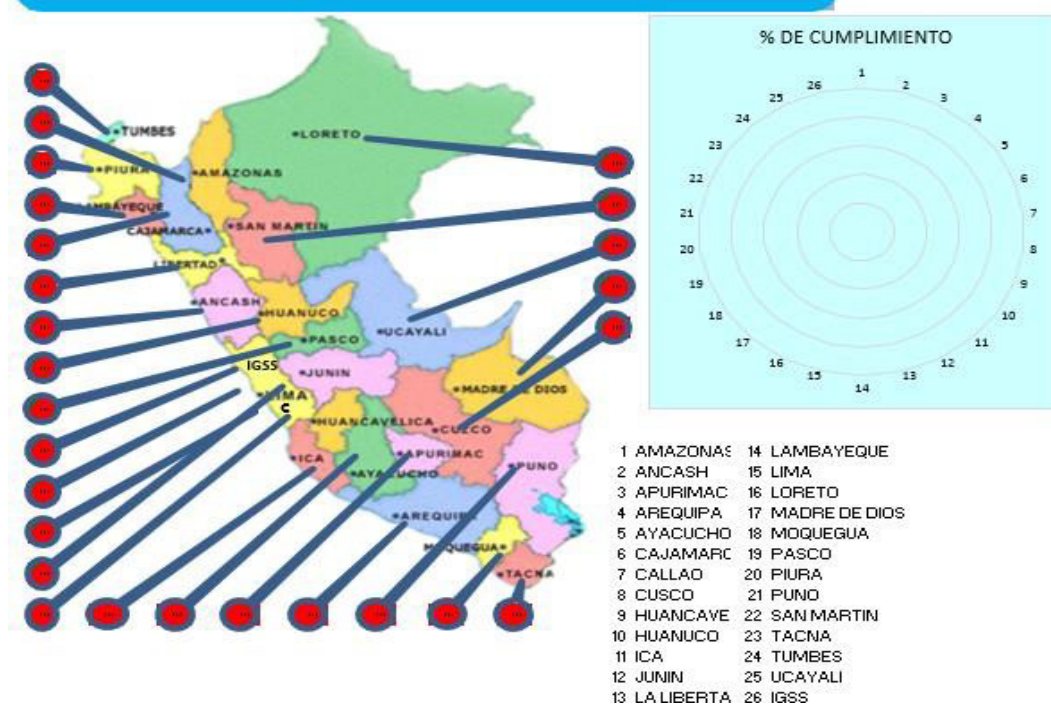 TUMBES
LORETO
PIURA
AMAZONAS
LAMBAYEQUE
SAN MARTIN
CAJAMARCA
LIBERTAD
ANCASH
HUANUCO
UCAYALI
PASCO
IGSS
JUNIN
LIMA
C
MADRE DE DIOS
HUANCAVELICA
CUZCO
ICA
APURIMAC
PUNO
AYACUCHO
AREQUIPA
MOQUEGUA
TACNA
% DE CUMPLIMIENTO
1
2
3
4
5
6
7
8
9
10
11
12
13
14
15
16
17
18
19
20
21
22
23
24
25
26
1 AMAZONAS 14 LAMBAYEQUE
2 ANCASH 15 LIMA
3 APURIMAC 16 LORETO
4 AREQUIPA 17 MADRE DE DIOS
5 AYACUCHO 18 MOQUEGUA
6 CAJAMARC 19 PASCO
7 CALLAO 20 PIURA
8 CUSCO 21 PUNO
9 HUANCAVE 22 SAN MARTIN
10 HUANUCO 23 TACNA
11 ICA 24 TUMBES
12 JUNIN 25 UCAYALI
13 LA LIBERTA 26 IGSS